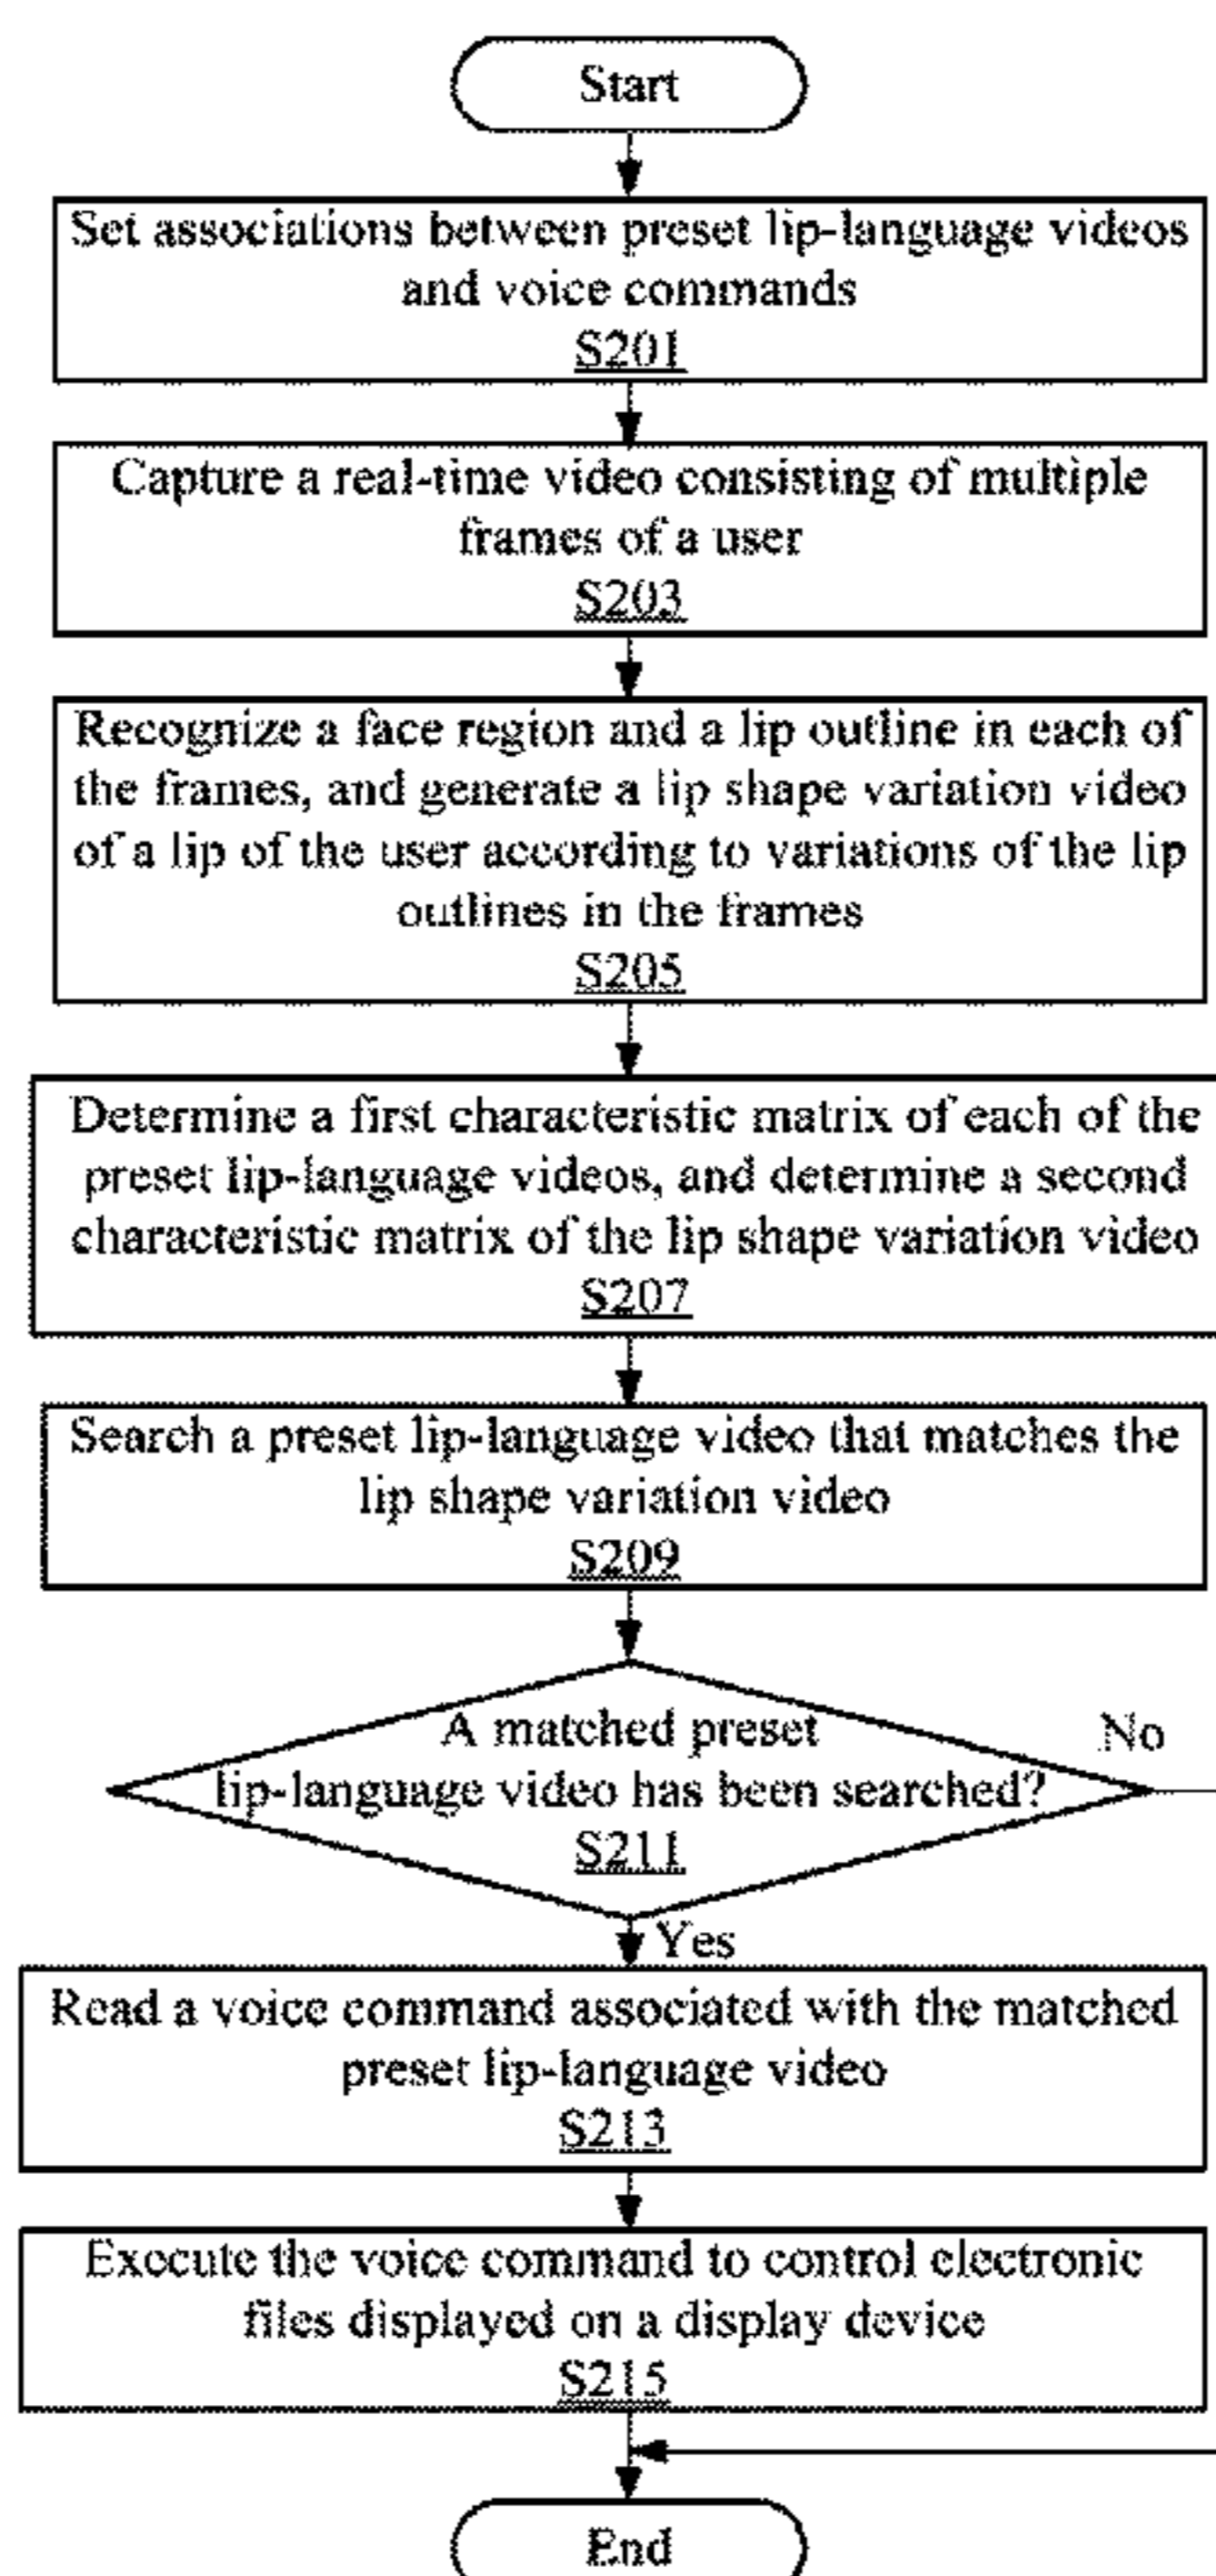 Start
Set associations between preset lip-language videos
and voice commands
S201
Capture a real-time video consisting of multiple
frames of a user
S203
Recognize a face region and a lip outline in each of
the frames, and generate a lip shape variation video
of a lip of the user according to variations of the lip
outlines in the frames
S205
Determine a first characteristic matrix of each of the
preset lip-language videos, and determine a second
characteristic matrix of the lip shape variation video
S207
Search a preset lip-language video that matches the
lip shape variation video
S209
A matched preset
lip-language video has been searched?
S211
No
Yes
Read a voice command associated with the matched
preset lip-language video
S213
Execute the voice command to control electronic
files displayed on a display device
S215
End